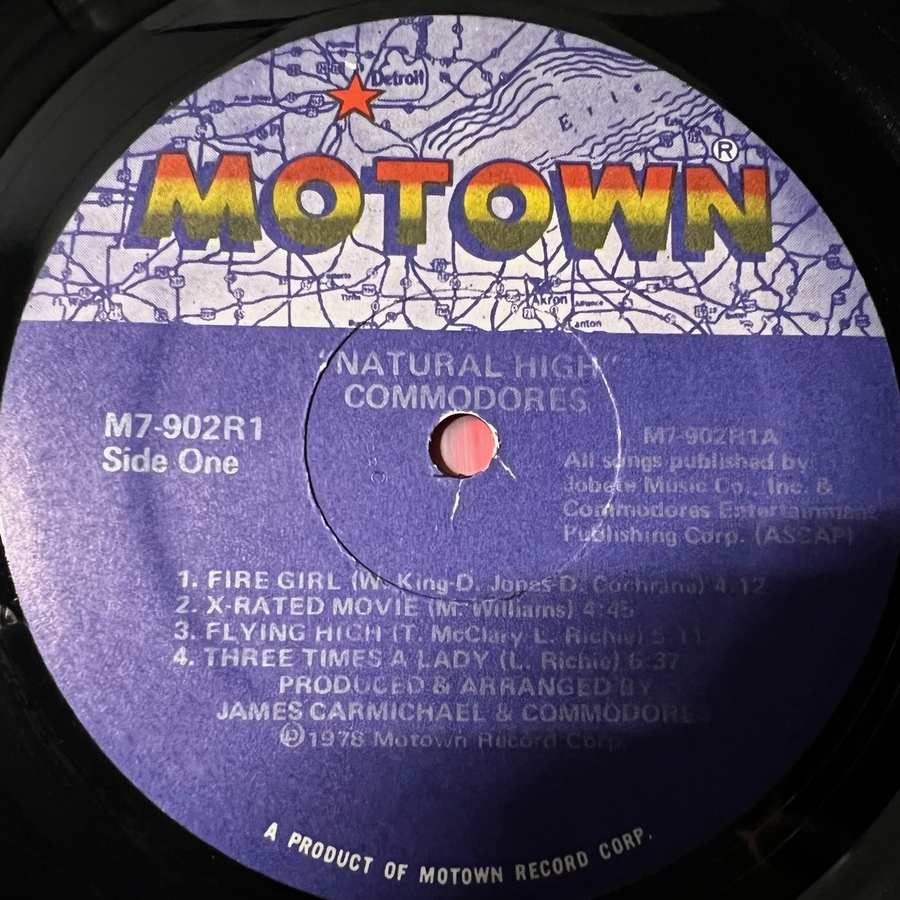 Detroit
Erie
MOTOWN®
Akron
Alliance
Canton
"NATURAL HIGH"
COMMODORES
M7-902R1
Side One
M7-902R1A
All songs published by:
Jobete Music Co., Inc. &
Commodores Entertainment
Publishing Corp. (ASCAP)
1. FIRE GIRL (W. King-D. Jones-D. Cochrane) 4:12
2. X-RATED MOVIE (M. Williams) 4:45
3. FLYING HIGH (T. McClary-L. Richie) 5:11
4. THREE TIMES A LADY (L. Richie) 6:37
PRODUCED & ARRANGED BY
JAMES CARMICHAEL & COMMODORES
℗1978 Motown Record Corp.
A PRODUCT OF MOTOWN RECORD CORP.